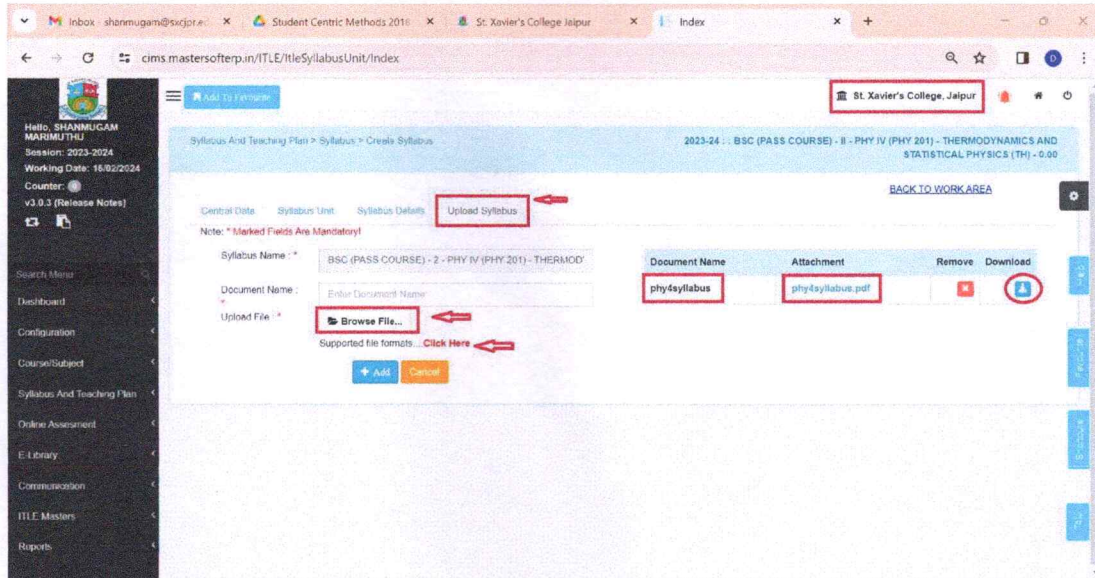 Inbox - shanmugam@sxcjpr.ec
Student Centric Methods 2018
St. Xavier's College Jaipur
Index
cims.mastersofterp.in/ITLE/ItleSyllabusUnit/Index
D
Add To Favourite
St. Xavier's College, Jaipur
Hello, SHANMUGAM
MARIMUTHU
Session: 2023-2024
Working Date: 16/02/2024
Counter:
v3.0.3 (Release Notes)
Search Menu
Dashboard
Configuration
Course/Subject
Syllabus And Teaching Plan
Online Assesment
E-Library
Communication
ITLE Masters
Reports
Syllabus And Teaching Plan > Syllabus > Create Syllabus
2023-24 : : BSC (PASS COURSE) - II - PHY IV (PHY 201) - THERMODYNAMICS AND
STATISTICAL PHYSICS (TH) - 0.00
BACK TO WORK AREA
Central Data Syllabus Unit Syllabus Details Upload Syllabus
Note: * Marked Fields Are Mandatory!
Syllabus Name : *
BSC (PASS COURSE) - 2 - PHY IV (PHY 201) - THERMOD'
Document Name :
*
Enter Document Name
Upload File : *
Browse File...
Supported file formats....Click Here
+ Add Cancel
Document Name Attachment Remove Download
phy4syllabus phy4syllabus.pdf